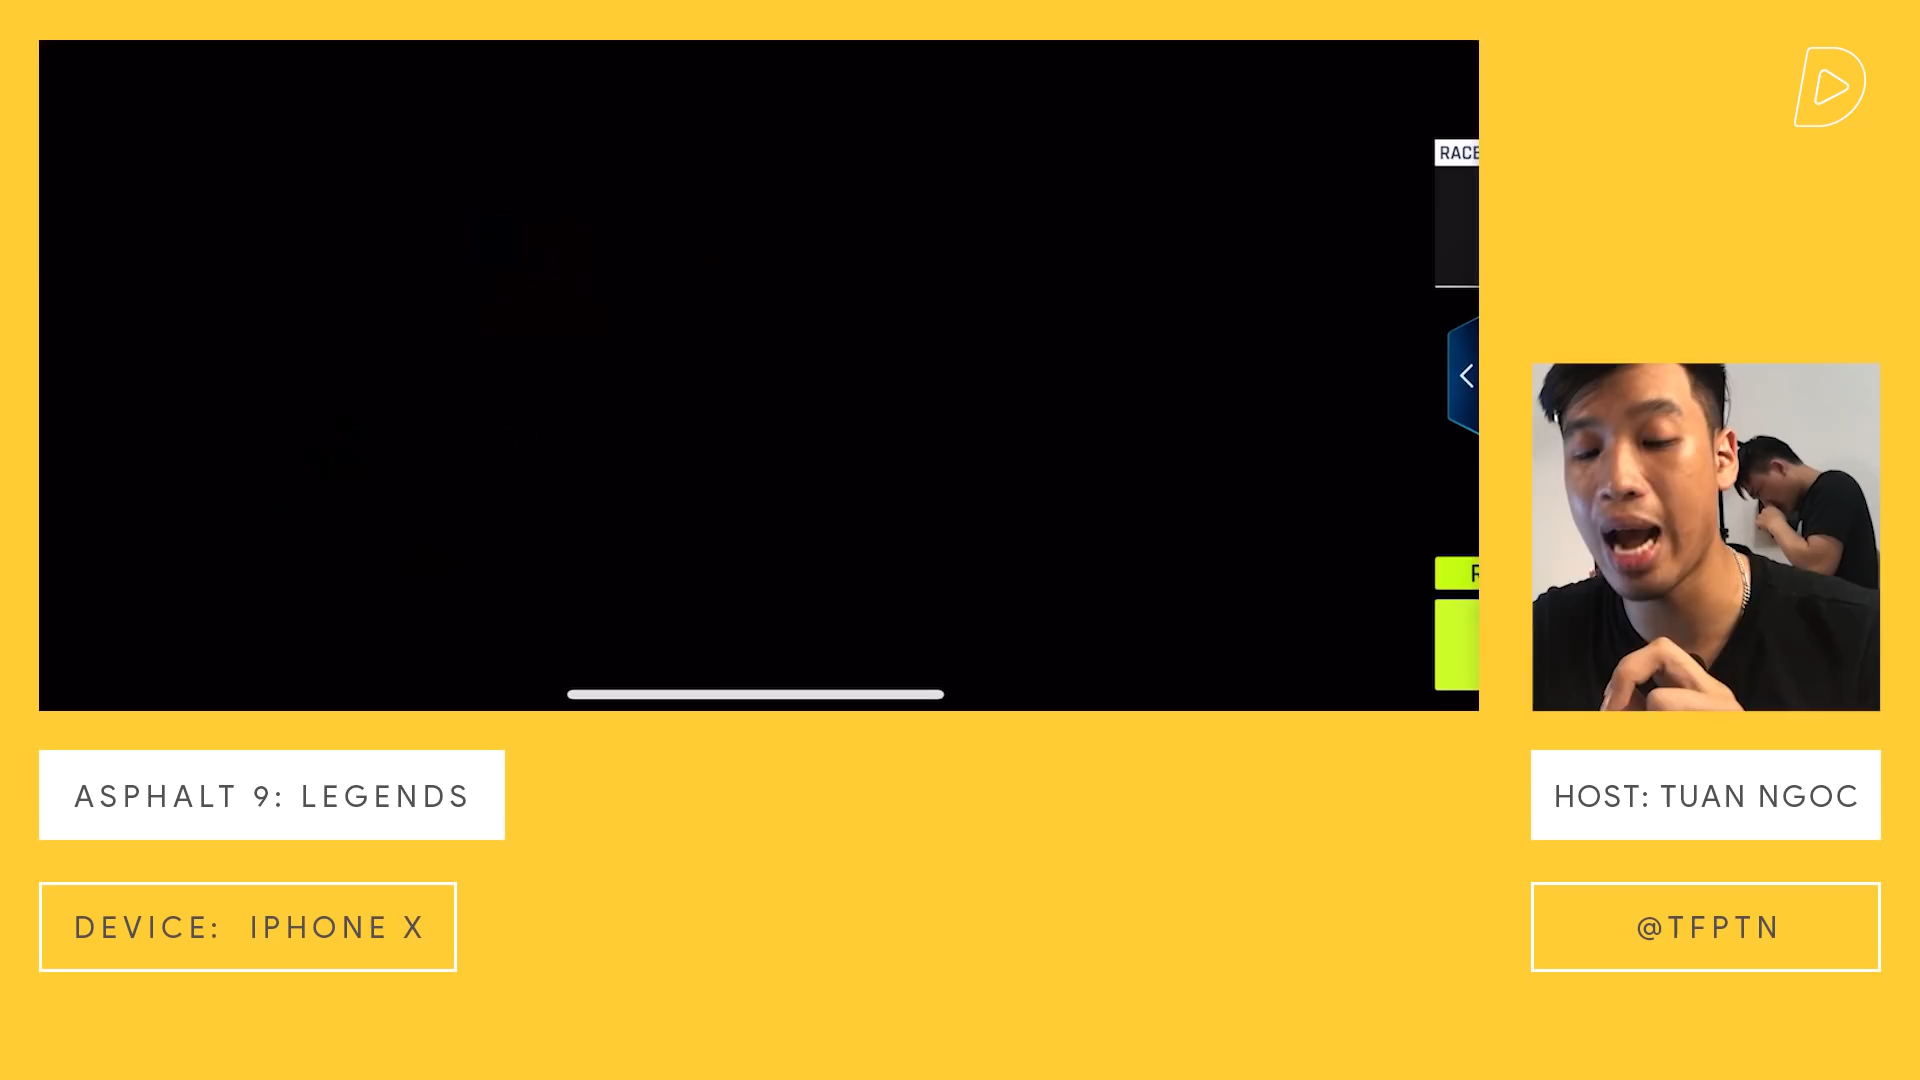 RACE
R
ASPHALT 9: LEGENDS
HOST: TUAN NGOC
DEVICE: IPHONE X
@TFPTN